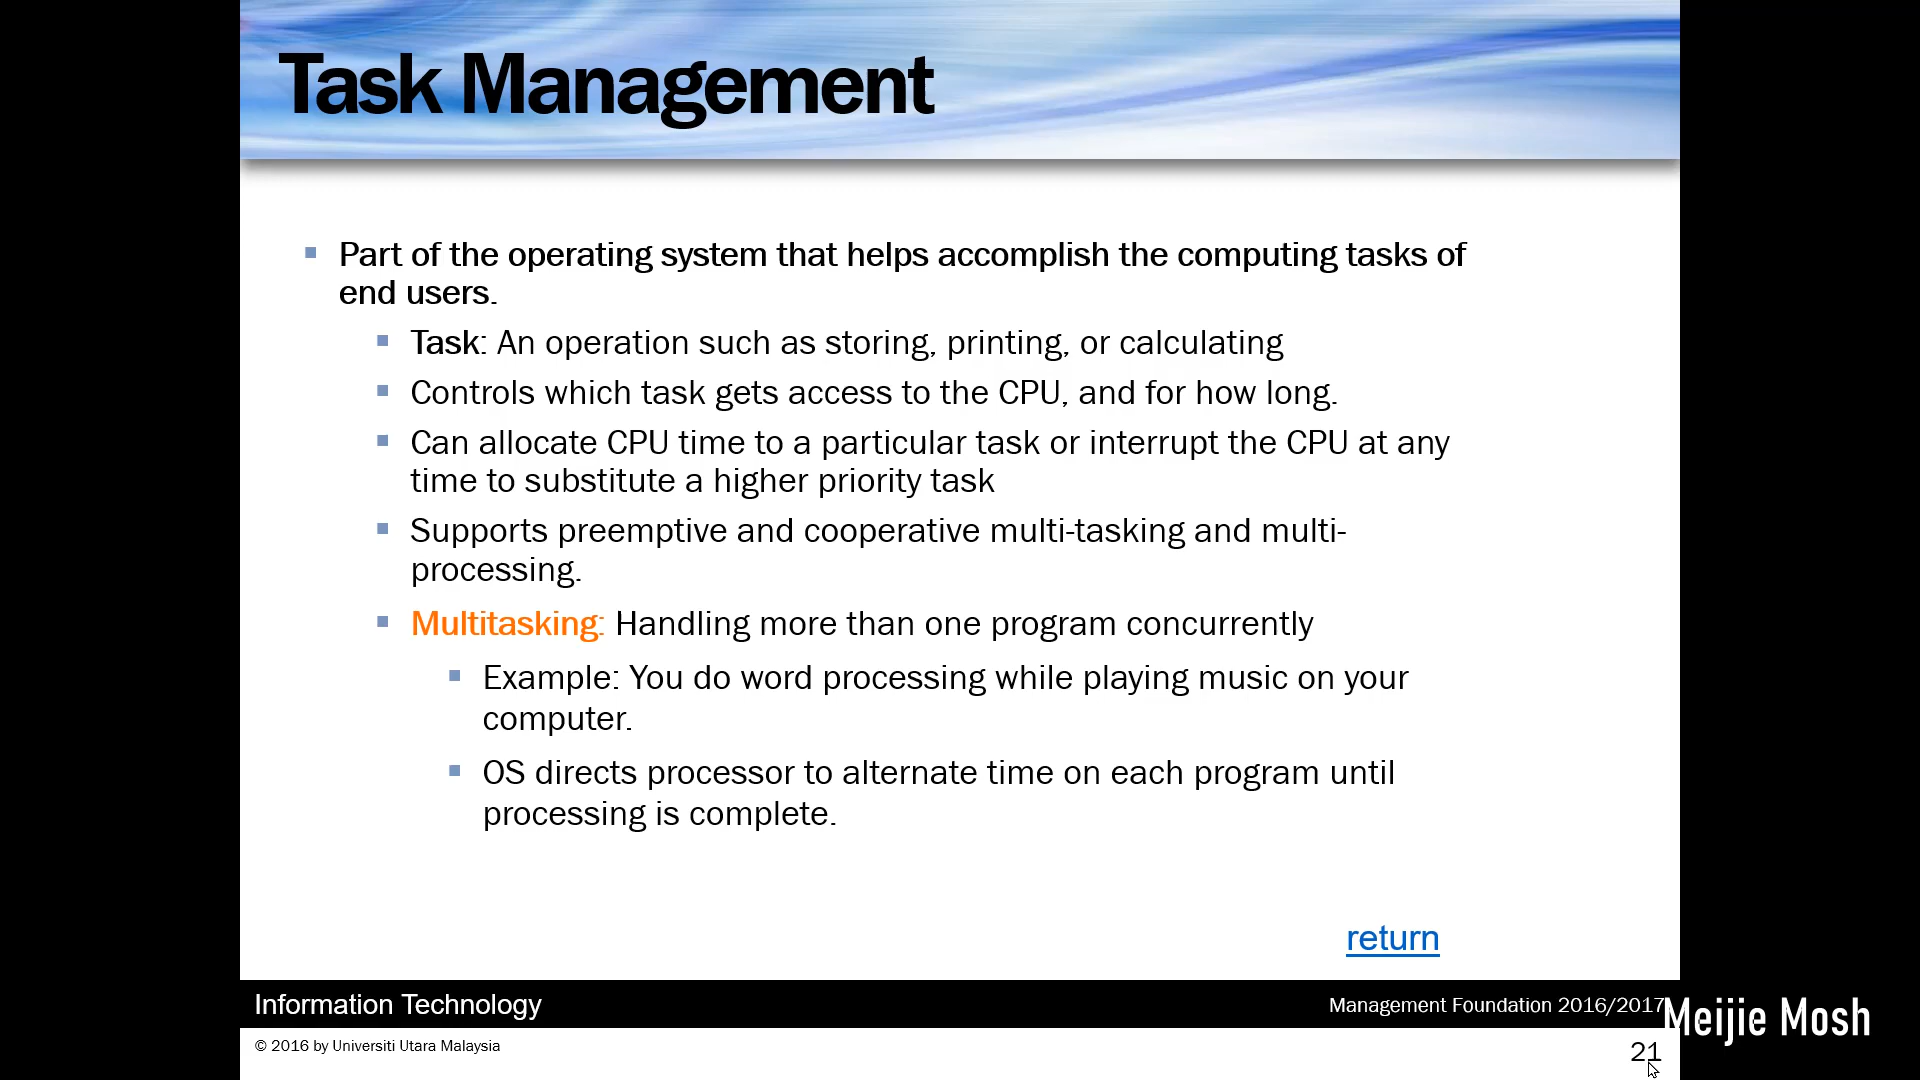 Task Management
Part of the operating system that helps accomplish the computing tasks of
end users.
Task: An operation such as storing, printing, or calculating
Controls which task gets access to the CPU, and for how long.
Can allocate CPU time to a particular task or interrupt the CPU at any
time to substitute a higher priority task
Supports preemptive and cooperative multi-tasking and multi-
processing.
Multitasking: Handling more than one program concurrently
Example: You do word processing while playing music on your
computer.
OS directs processor to alternate time on each program until
processing is complete.
return
Information Technology
Management Foundation 2016/2017
Meijie Mosh
© 2016 by Universiti Utara Malaysia
21